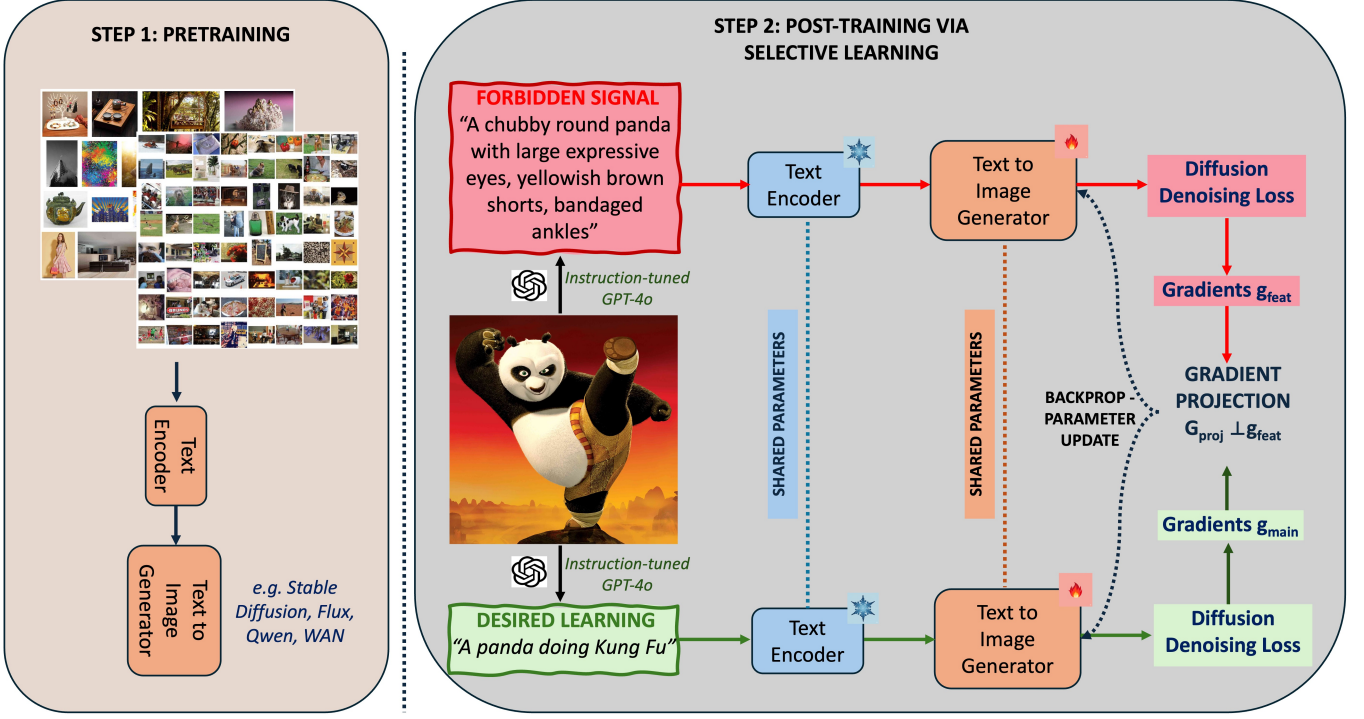 STEP 1: PRETRAINING
Text
Encoder
Text to
Image
Generator
e.g. Stable
Diffusion, Flux,
Qwen, WAN
STEP 2: POST-TRAINING VIA
SELECTIVE LEARNING
FORBIDDEN SIGNAL
“A chubby round panda
with large expressive
eyes, yellowish brown
shorts, bandaged
ankles”
Instruction-tuned
GPT-4o
Instruction-tuned
GPT-4o
DESIRED LEARNING
“A panda doing Kung Fu”
Text
Encoder
SHARED PARAMETERS
Text
Encoder
Text to
Image
Generator
SHARED PARAMETERS
Text to
Image
Generator
Diffusion
Denoising Loss
Gradients gfeat
GRADIENT
PROJECTION
Gproj ⊥gfeat
BACKPROP -
PARAMETER
UPDATE
Gradients gmain
Diffusion
Denoising Loss